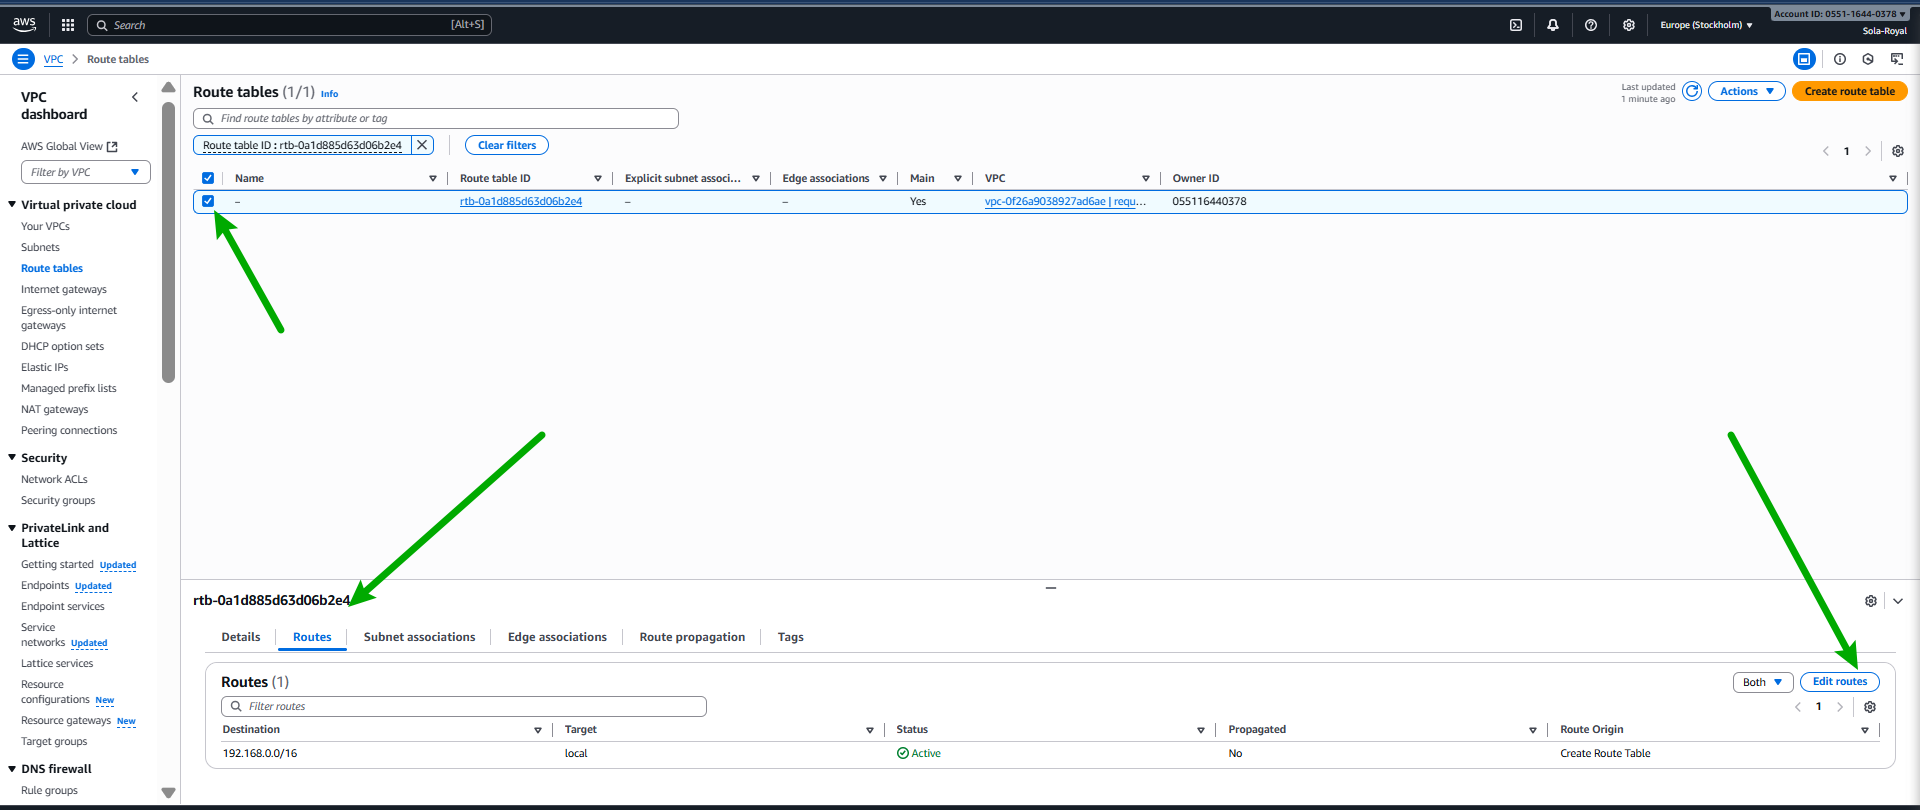 aws
Search [Alt+S]
Europe (Stockholm) ▼
Account ID: 0551-1644-0378 ▼
Sola-Royal
VPC > Route tables
VPC dashboard
AWS Global View
Filter by VPC
Virtual private cloud
Your VPCs
Subnets
Route tables
Internet gateways
Egress-only internet
gateways
DHCP option sets
Elastic IPs
Managed prefix lists
NAT gateways
Peering connections
Security
Network ACLs
Security groups
PrivateLink and
Lattice
Getting started Updated
Endpoints Updated
Endpoint services
Service
networks Updated
Lattice services
Resource
configurations New
Resource gateways New
Target groups
DNS firewall
Rule groups
Route tables (1/1) Info
Last updated
1 minute ago
Actions
Create route table
Find route tables by attribute or tag
Route table ID : rtb-0a1d885d63d06b2e4
Clear filters
1
Name Route table ID Explicit subnet associ... Edge associations Main VPC Owner ID
– rtb-0a1d885d63d06b2e4 – – Yes vpc-0f26a9038927ad6ae | requ... 055116440378
rtb-0a1d885d63d06b2e4
Details Routes Subnet associations Edge associations Route propagation Tags
Routes (1)
Both
Edit routes
Filter routes
1
Destination Target Status Propagated Route Origin
192.168.0.0/16 local Active No Create Route Table